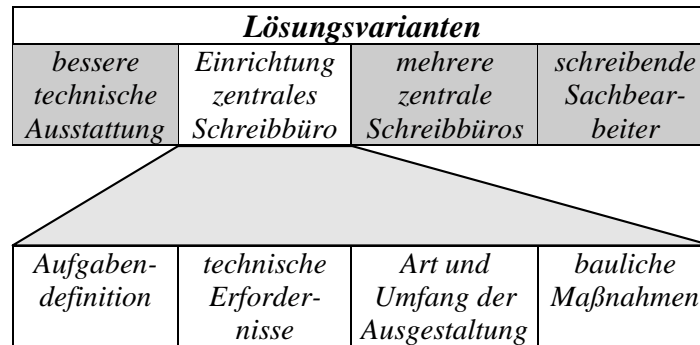 Lösungsvarianten
bessere
technische
Ausstattung
Einrichtung
zentrales
Schreibbüro
mehrere
zentrale
Schreibbüros
schreibende
Sachbear-
beiter
Aufgaben-
definition
technische
Erforder-
nisse
Art und
Umfang der
Ausgestaltung
bauliche
Maßnahmen